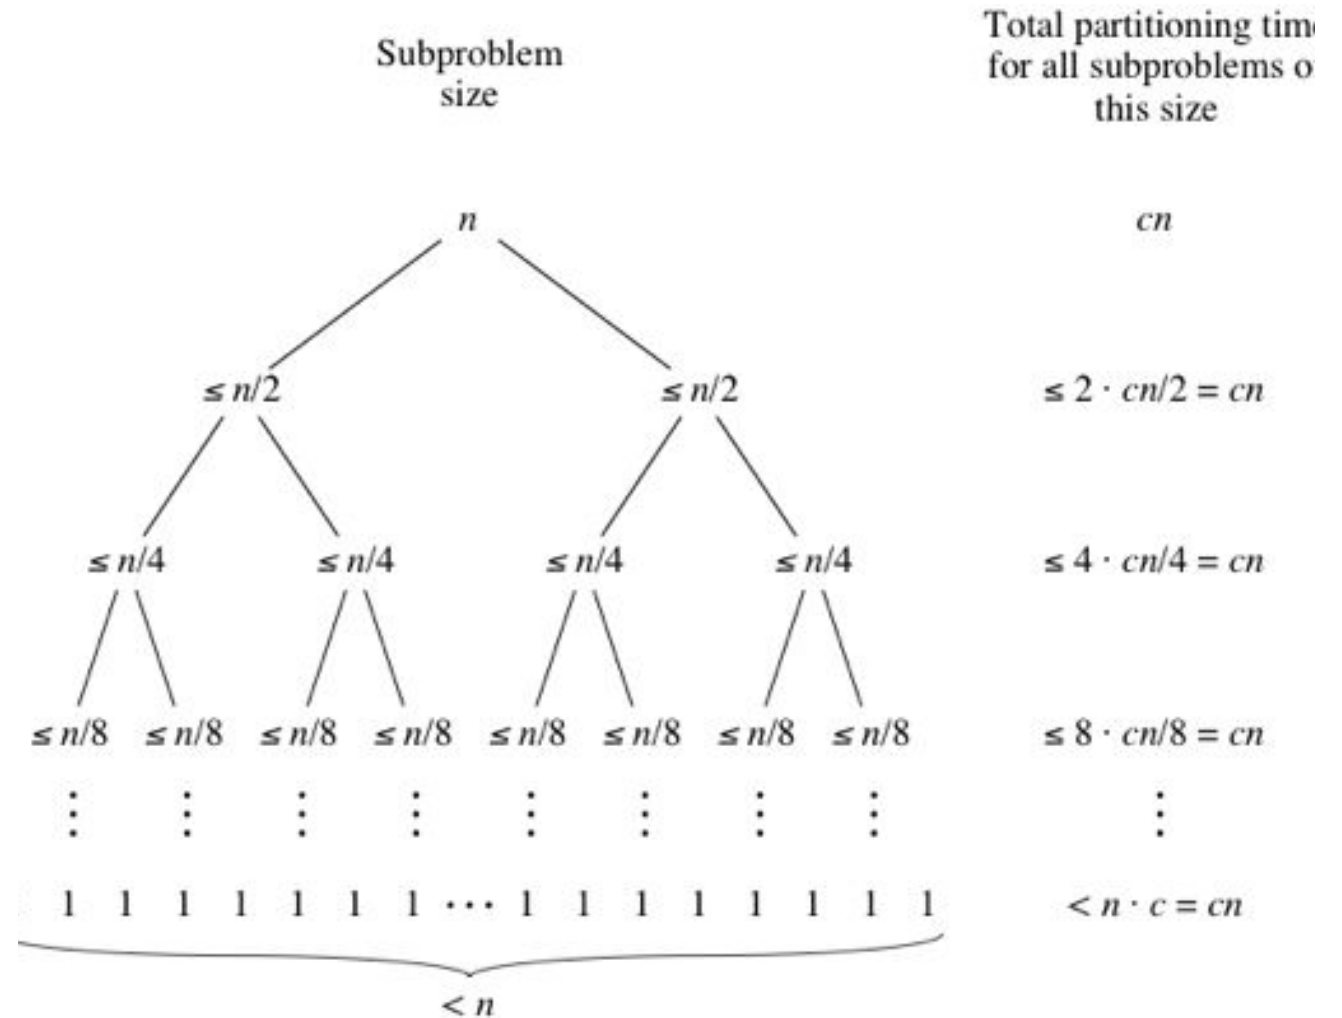 Subproblem
size
Total partitioning tim
for all subproblems o
this size
n
cn
≤ n/2 ≤ n/2
≤ 2 · cn/2 = cn
≤ n/4 ≤ n/4 ≤ n/4 ≤ n/4
≤ 4 · cn/4 = cn
≤ n/8 ≤ n/8 ≤ n/8 ≤ n/8 ≤ n/8 ≤ n/8 ≤ n/8 ≤ n/8
≤ 8 · cn/8 = cn
1 1 1 1 1 1 1 ··· 1 1 1 1 1 1 1 1
< n · c = cn
< n